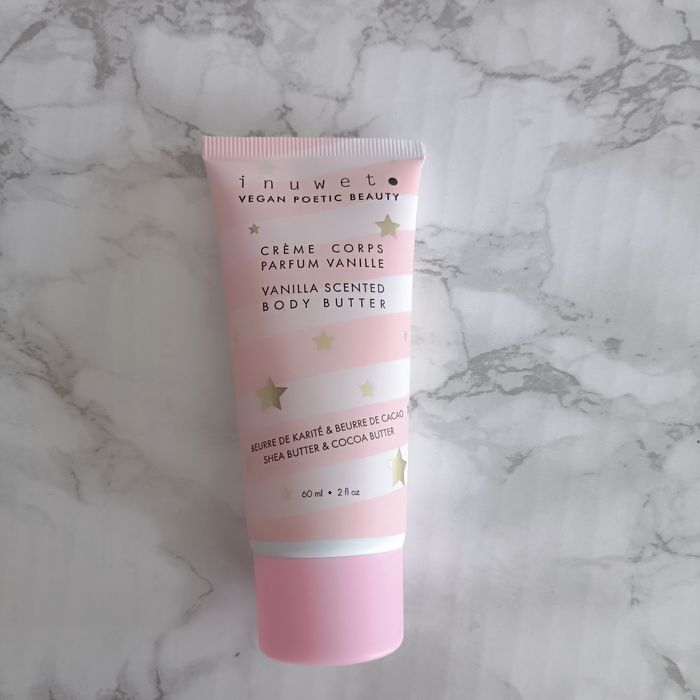 inuwet
VEGAN POETIC BEAUTY
CRÈME CORPS
PARFUM VANILLE
VANILLA SCENTED
BODY BUTTER
BEURRE DE KARITÉ & BEURRE DE CACAO
SHEA BUTTER & COCOA BUTTER
60 ml • 2 fl oz